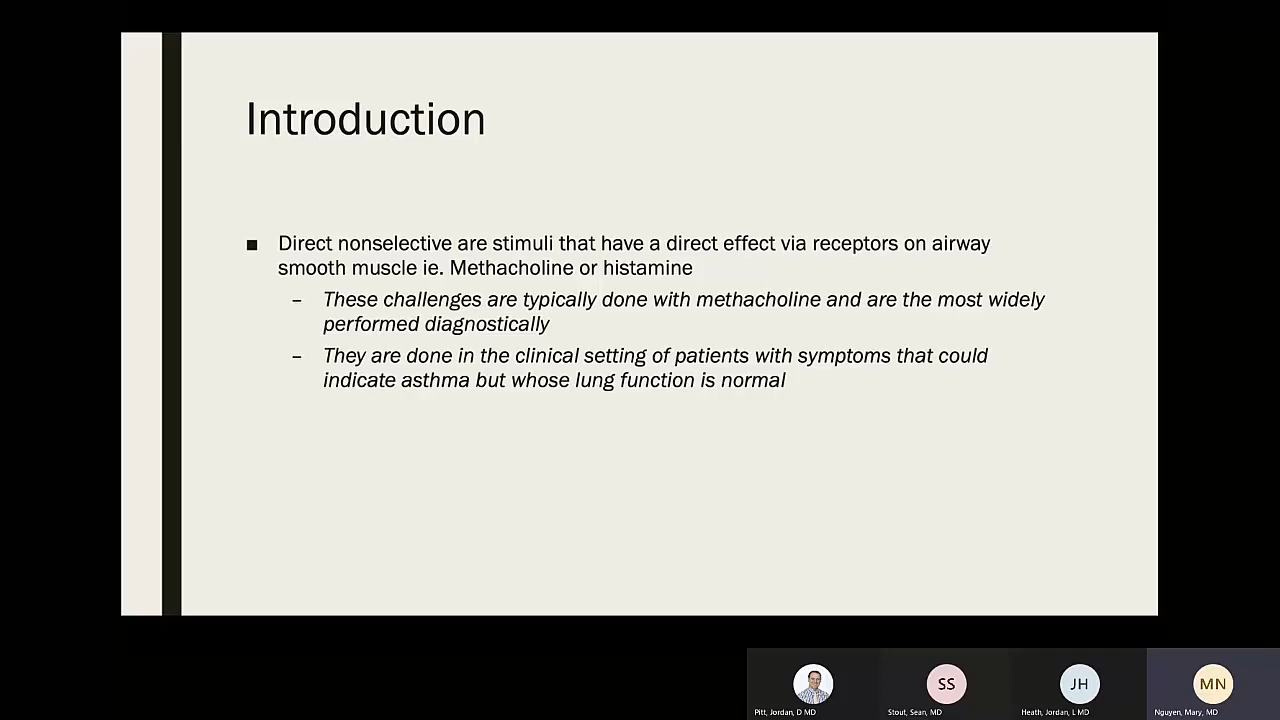 Introduction
■ Direct nonselective are stimuli that have a direct effect via receptors on airway
smooth muscle ie. Methacholine or histamine
– These challenges are typically done with methacholine and are the most widely
performed diagnostically
– They are done in the clinical setting of patients with symptoms that could
indicate asthma but whose lung function is normal
SS
JH
MN
Pitt, Jordan, D MD
Stout, Sean, MD
Heath, Jordan, L MD
Nguyen, Mary, MD